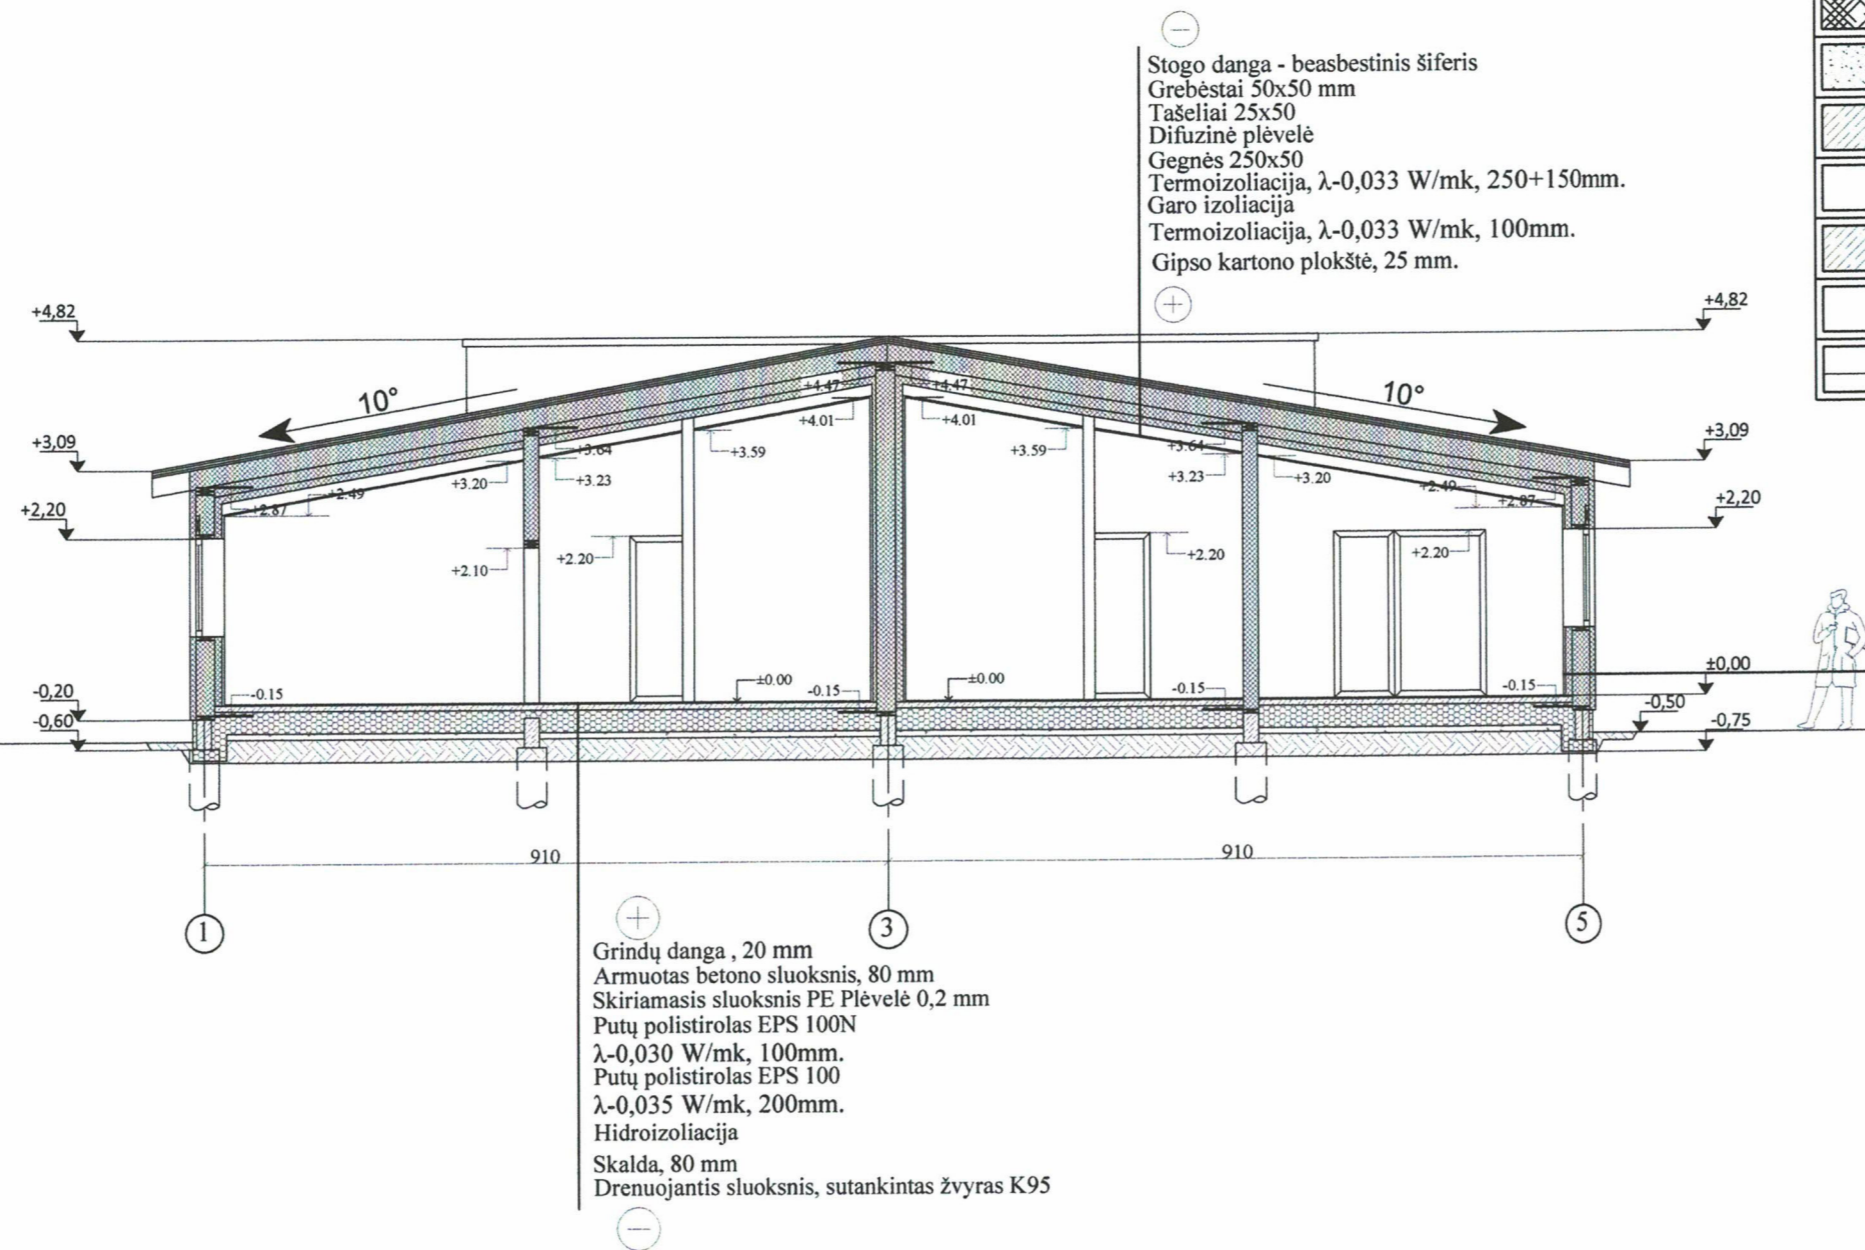 Stogo danga - beasbestinis šiferis
Grebėstai 50x50 mm
Tašeliai 25x50
Difuzinė plėvelė
Gegnės 250x50
Termoizoliacija, λ-0,033 W/mk, 250+150mm.
Garo izoliacija
Termoizoliacija, λ-0,033 W/mk, 100mm.
Gipso kartono plokštė, 25 mm.
+4,82
+4,82
10°
10°
+4.47
+4.47
+4.01
+4.01
+3,09
+3,09
+3.64
+3.59
+3.59
+3.64
+3.20
+3.23
+3.23
+3.20
+2.49
+2.87
+2.49
+2.87
+2,20
+2,20
+2.10
+2.20
+2.20
+2.20
±0,00
-0,20
-0.15
±0.00
-0.15
±0.00
-0.15
-0.15
-0,60
-0,50
-0,75
910
910
1
3
5
Grindų danga , 20 mm
Armuotas betono sluoksnis, 80 mm
Skiriamasis sluoksnis PE Plėvelė 0,2 mm
Putų polistirolas EPS 100N
λ-0,030 W/mk, 100mm.
Putų polistirolas EPS 100
λ-0,035 W/mk, 200mm.
Hidroizoliacija
Skalda, 80 mm
Drenuojantis sluoksnis, sutankintas žvyras K95